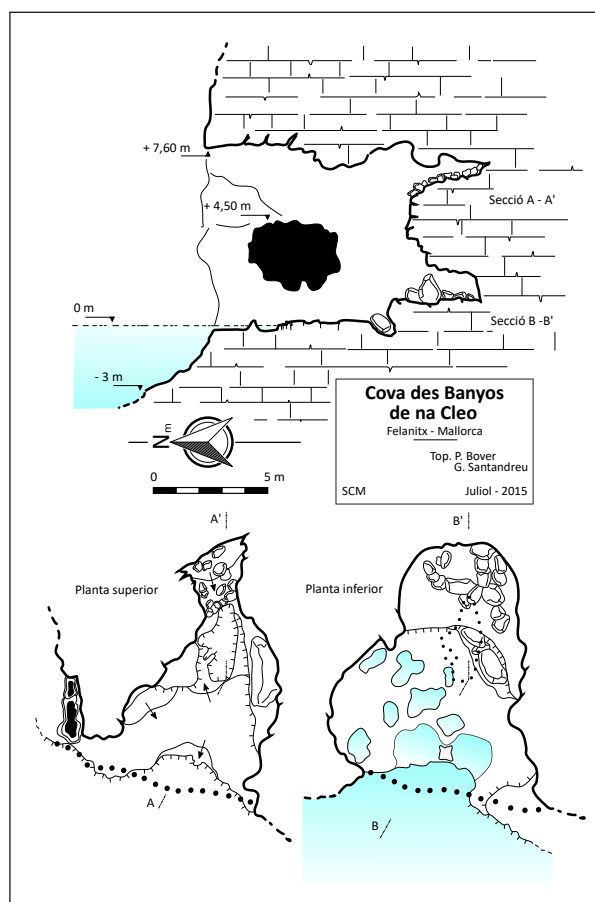 + 7,60 m
Secció A - A'
+ 4,50 m
0 m
Secció B -B'
- 3 m
Cova des Banyos
de na Cleo
Felanitx - Mallorca
Top. P. Bover
G. Santandreu
SCM Juliol - 2015
N m
0 5 m
A'
B'
Planta superior
Planta inferior
A
B